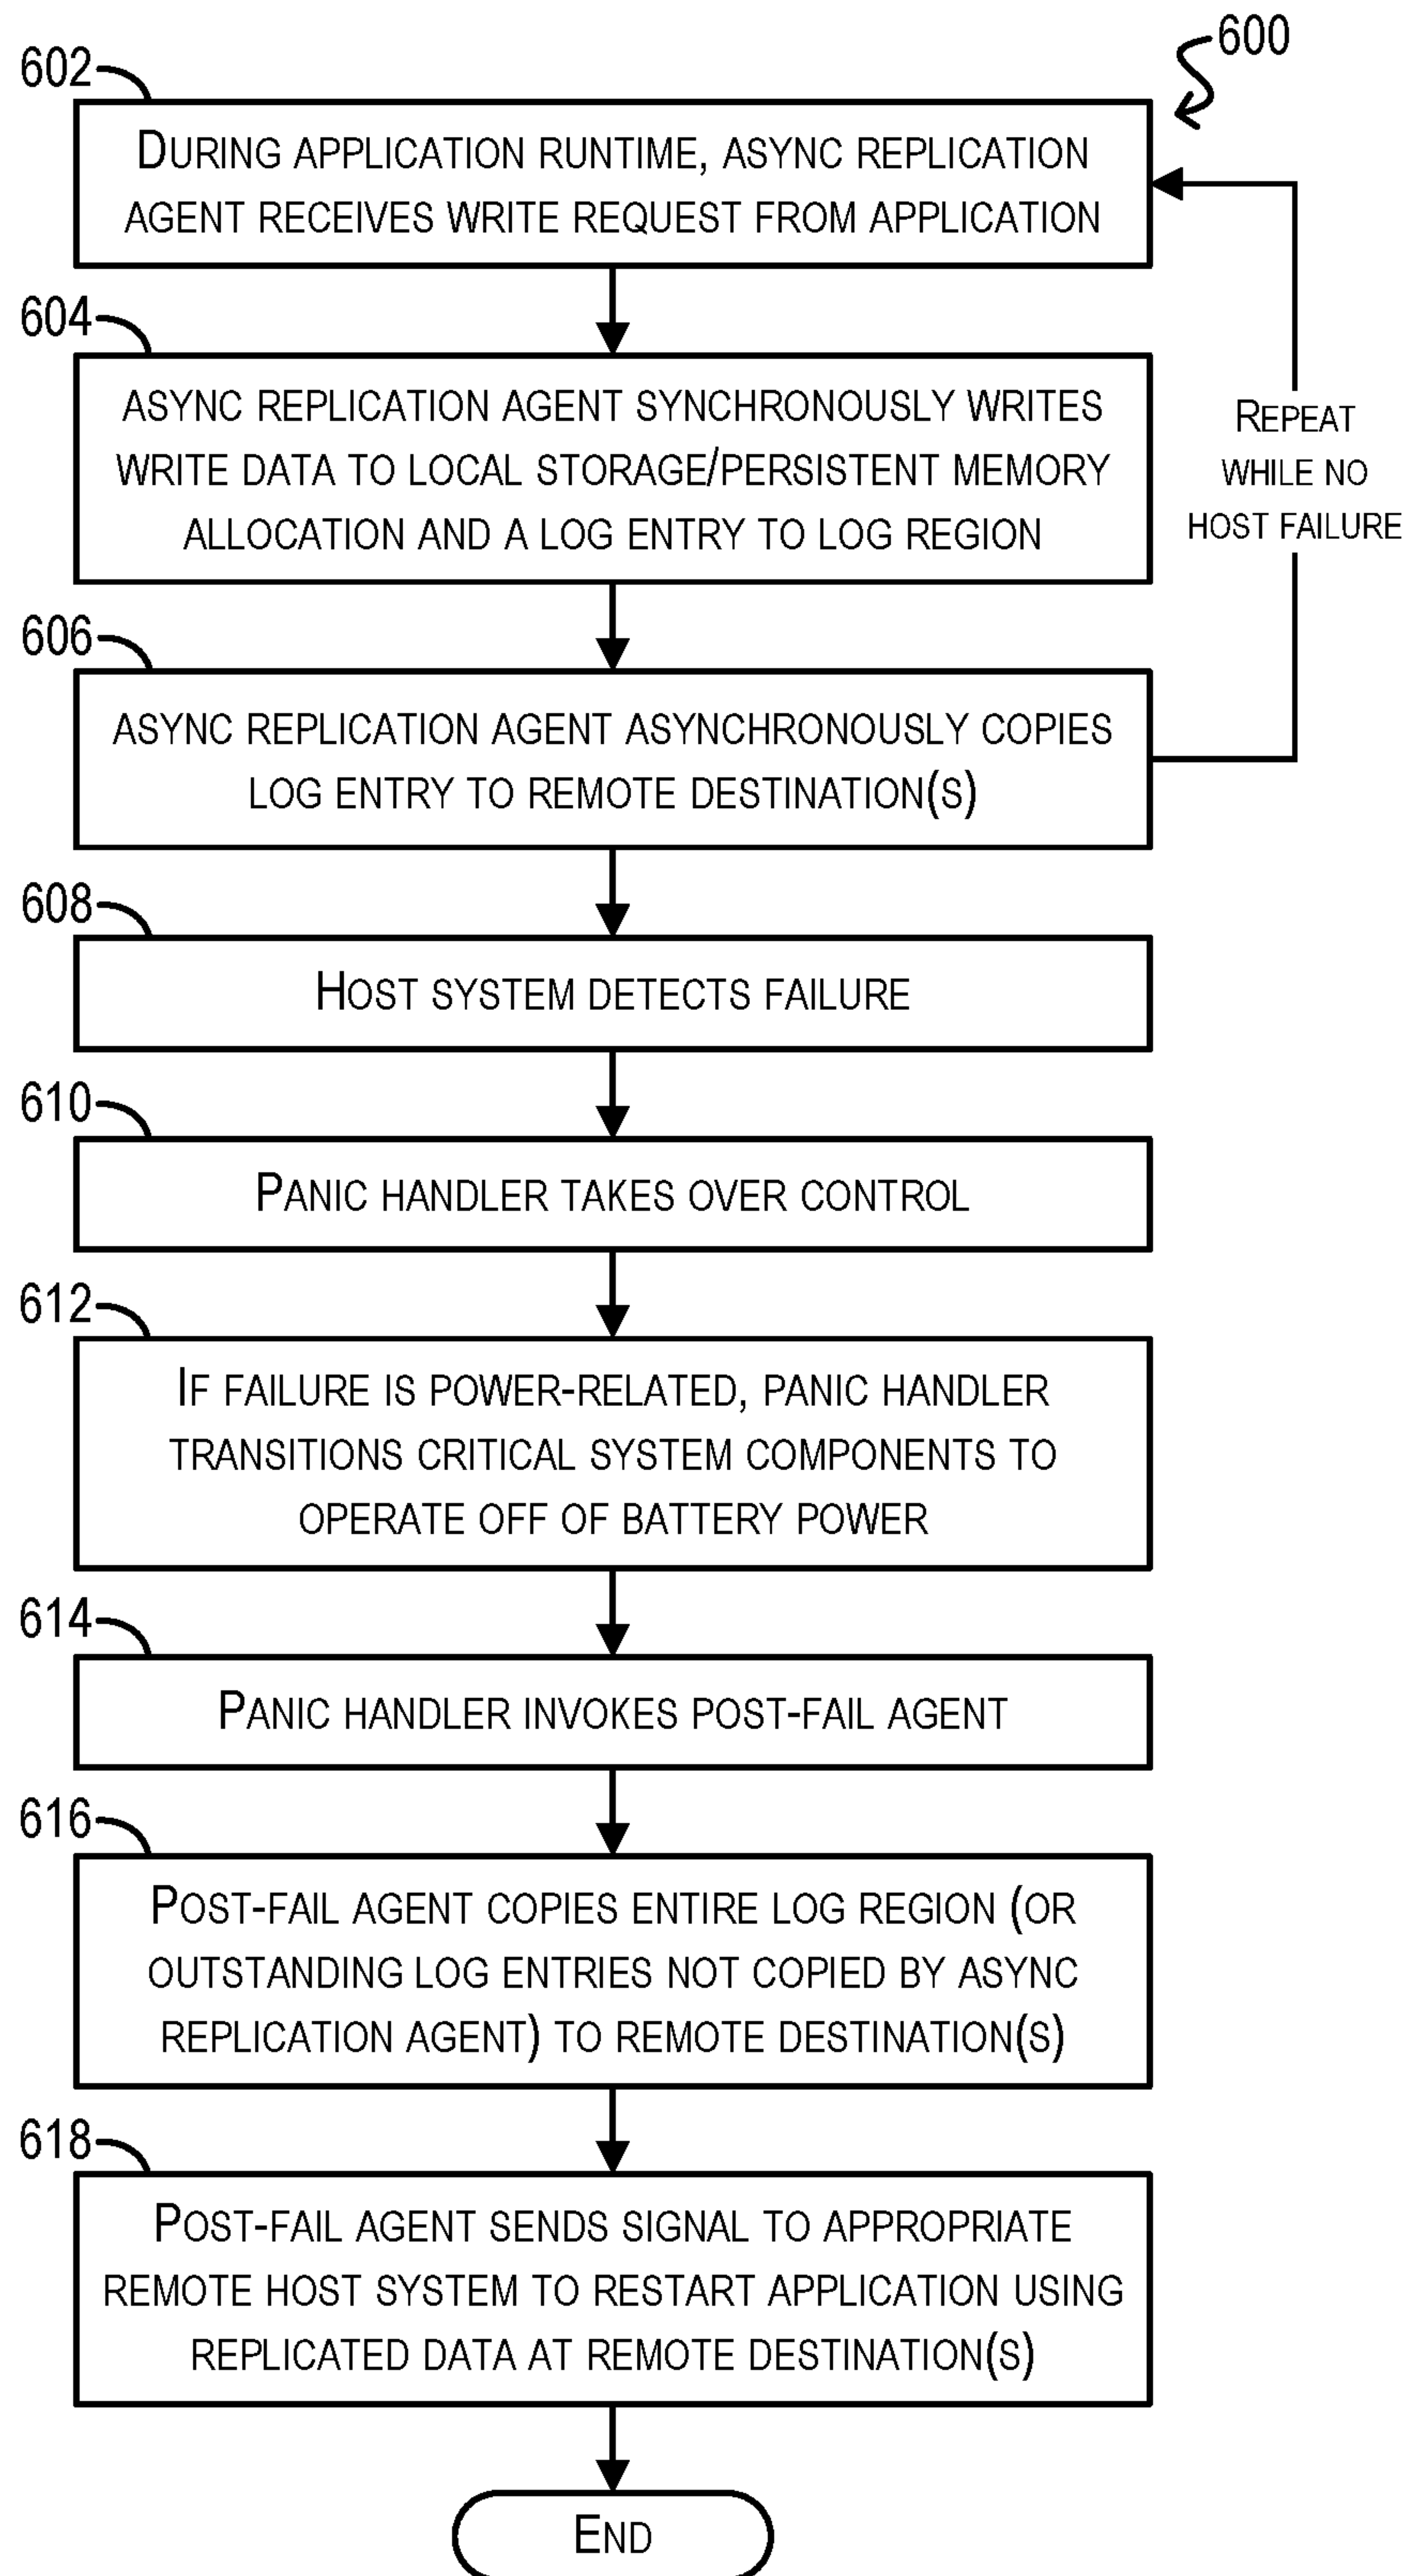 600
602
DURING APPLICATION RUNTIME, ASYNC REPLICATION
AGENT RECEIVES WRITE REQUEST FROM APPLICATION
604
ASYNC REPLICATION AGENT SYNCHRONOUSLY WRITES
WRITE DATA TO LOCAL STORAGE/PERSISTENT MEMORY
ALLOCATION AND A LOG ENTRY TO LOG REGION
REPEAT
WHILE NO
HOST FAILURE
606
ASYNC REPLICATION AGENT ASYNCHRONOUSLY COPIES
LOG ENTRY TO REMOTE DESTINATION(S)
608
HOST SYSTEM DETECTS FAILURE
610
PANIC HANDLER TAKES OVER CONTROL
612
IF FAILURE IS POWER-RELATED, PANIC HANDLER
TRANSITIONS CRITICAL SYSTEM COMPONENTS TO
OPERATE OFF OF BATTERY POWER
614
PANIC HANDLER INVOKES POST-FAIL AGENT
616
POST-FAIL AGENT COPIES ENTIRE LOG REGION (OR
OUTSTANDING LOG ENTRIES NOT COPIED BY ASYNC
REPLICATION AGENT) TO REMOTE DESTINATION(S)
618
POST-FAIL AGENT SENDS SIGNAL TO APPROPRIATE
REMOTE HOST SYSTEM TO RESTART APPLICATION USING
REPLICATED DATA AT REMOTE DESTINATION(S)
END